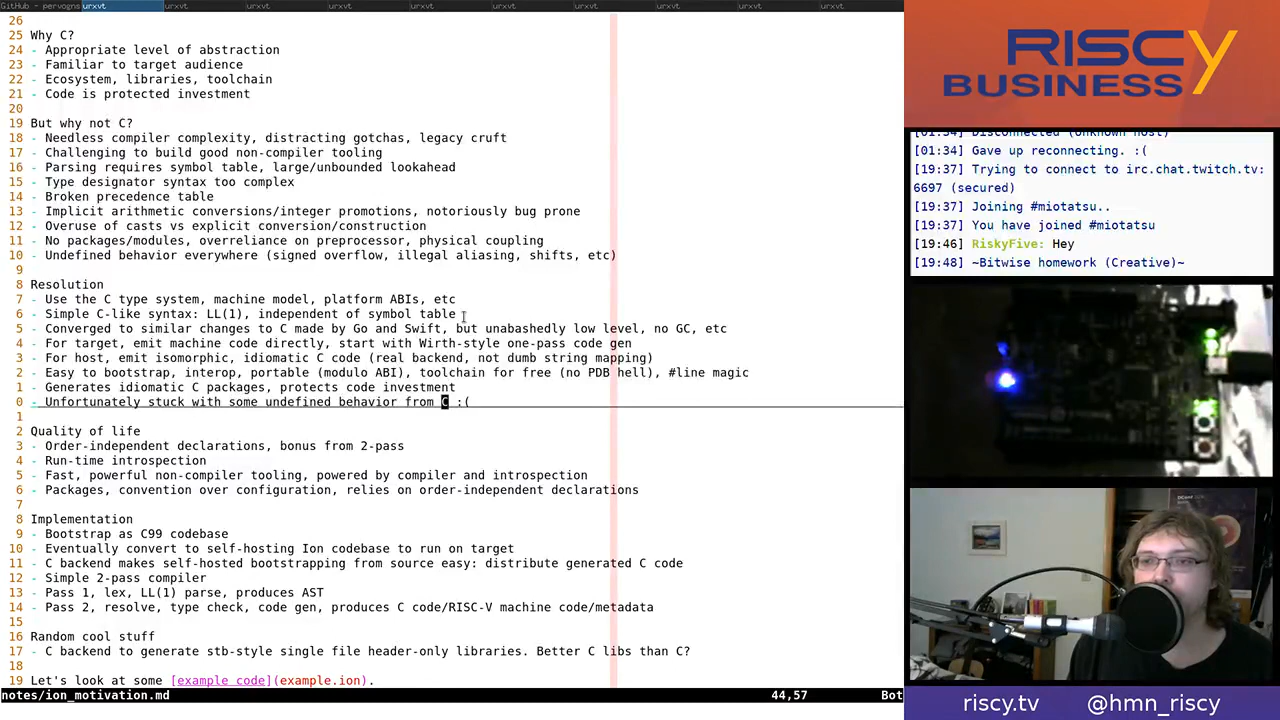 GitHub - pervogns urxvt urxvt urxvt urxvt urxvt urxvt urxvt urxvt urxvt urxvt
26
25 Why C?
24 - Appropriate level of abstraction
23 - Familiar to target audience
22 - Ecosystem, libraries, toolchain
21 - Code is protected investment
20
19 But why not C?
18 - Needless compiler complexity, distracting gotchas, legacy cruft
17 - Challenging to build good non-compiler tooling
16 - Parsing requires symbol table, large/unbounded lookahead
15 - Type designator syntax too complex
14 - Broken precedence table
13 - Implicit arithmetic conversions/integer promotions, notoriously bug prone
12 - Overuse of casts vs explicit conversion/construction
11 - No packages/modules, overreliance on preprocessor, physical coupling
10 - Undefined behavior everywhere (signed overflow, illegal aliasing, shifts, etc)
9
8 Resolution
7 - Use the C type system, machine model, platform ABIs, etc
6 - Simple C-like syntax: LL(1), independent of symbol table
5 - Converged to similar changes to C made by Go and Swift, but unabashedly low level, no GC, etc
4 - For target, emit machine code directly, start with Wirth-style one-pass code gen
3 - For host, emit isomorphic, idiomatic C code (real backend, not dumb string mapping)
2 - Easy to bootstrap, interop, portable (modulo ABI), toolchain for free (no PDB hell), #line magic
1 - Generates idiomatic C packages, protects code investment
0 - Unfortunately stuck with some undefined behavior from C :(
1
2 Quality of life
3 - Order-independent declarations, bonus from 2-pass
4 - Run-time introspection
5 - Fast, powerful non-compiler tooling, powered by compiler and introspection
6 - Packages, convention over configuration, relies on order-independent declarations
7
8 Implementation
9 - Bootstrap as C99 codebase
10 - Eventually convert to self-hosting Ion codebase to run on target
11 - C backend makes self-hosted bootstrapping from source easy: distribute generated C code
12 - Simple 2-pass compiler
13 - Pass 1, lex, LL(1) parse, produces AST
14 - Pass 2, resolve, type check, code gen, produces C code/RISC-V machine code/metadata
15
16 Random cool stuff
17 - C backend to generate stb-style single file header-only libraries. Better C libs than C?
18
19 Let's look at some [example code](example.ion).
notes/ion_motivation.md 44,57 Bot
RISCy
BUSINESS
[01:34] Disconnected (Unknown host)
[01:34] Gave up reconnecting. :(
[19:37] Trying to connect to irc.chat.twitch.tv:
6697 (secured)
[19:37] Joining #miotatsu..
[19:37] You have joined #miotatsu
[19:46] RiskyFive: Hey
[19:48] ~Bitwise homework (Creative)~
riscy.tv @hmn_riscy